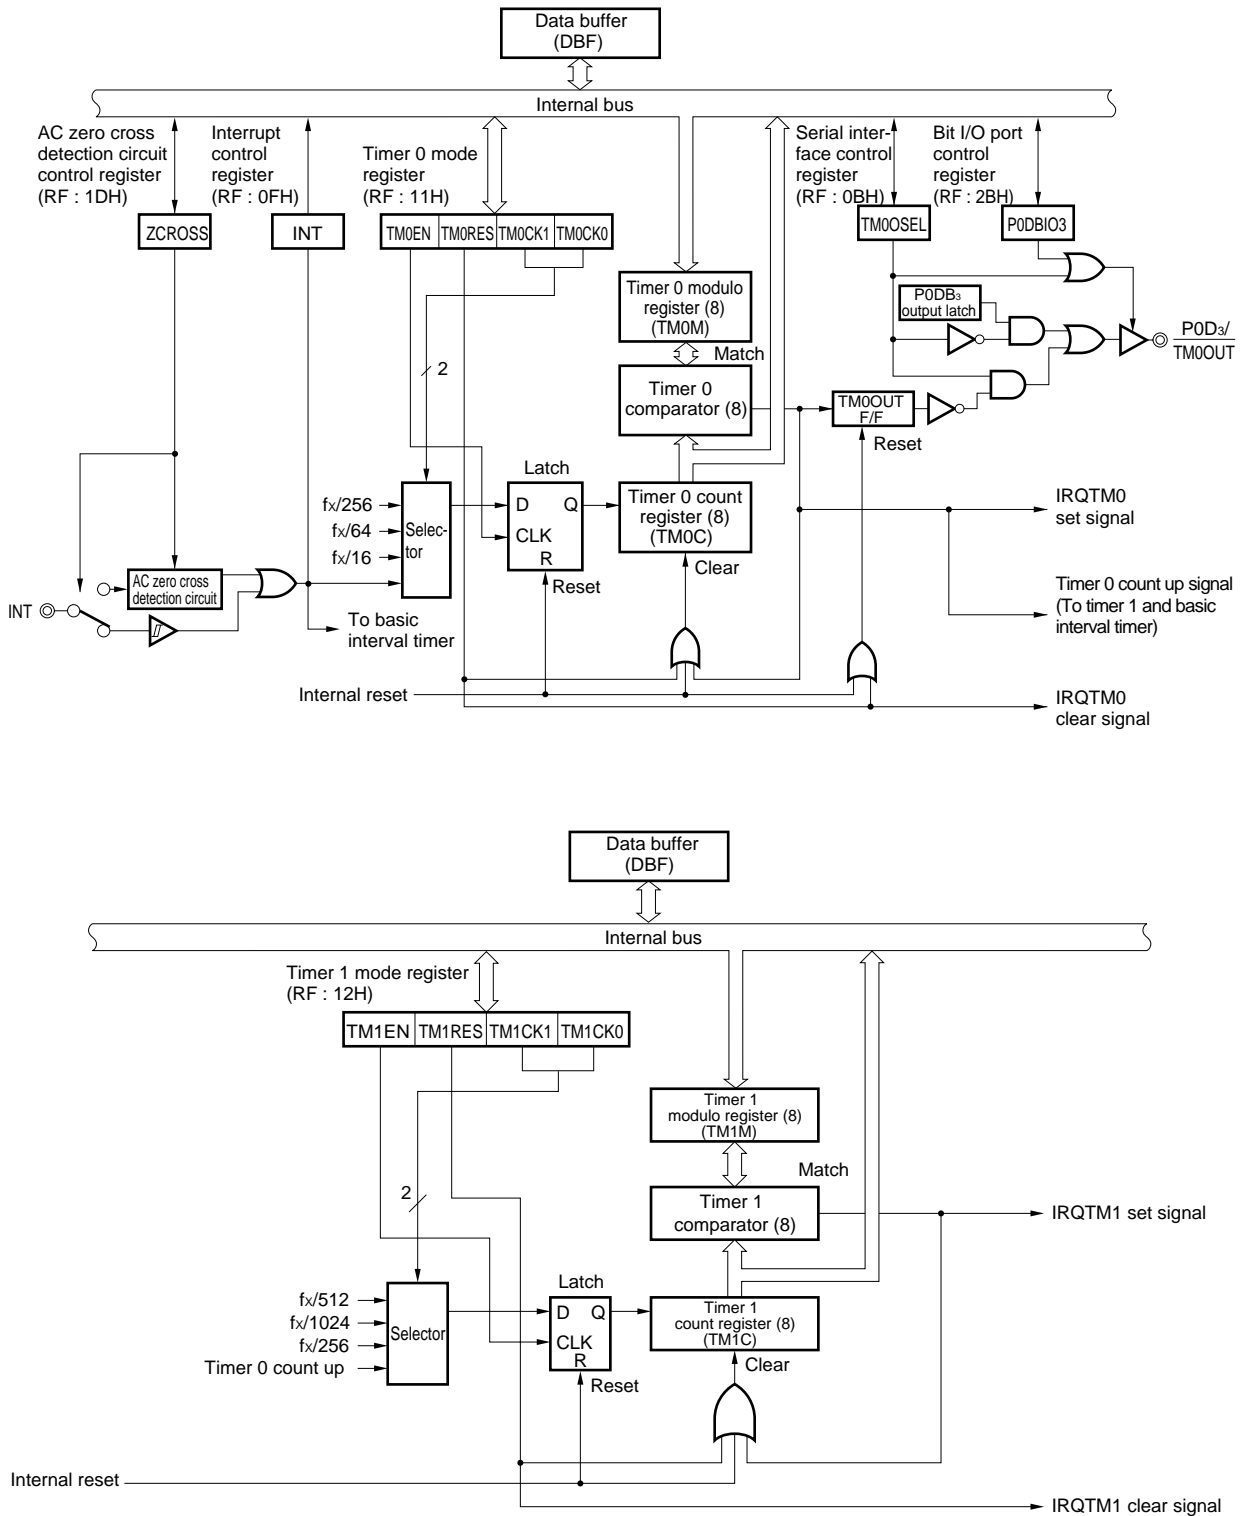 Data buffer
(DBF)
Internal bus
AC zero cross
detection circuit
control register
(RF : 1DH)
Interrupt
control
register
(RF : 0FH)
Timer 0 mode
register
(RF : 11H)
Serial inter-
face control
register
(RF : 0BH)
Bit I/O port
control
register
(RF : 2BH)
ZCROSS
INT
TM0EN TM0RES TM0CK1 TM0CK0
TM0OSEL
P0DBIO3
Timer 0 modulo
register (8)
(TM0M)
P0DB3
output latch
P0D3/
TM0OUT
Match
2
Timer 0
comparator (8)
TM0OUT
F/F
Reset
Latch
fX/256
fX/64
fX/16
Selec-
tor
D Q
CLK
R
Timer 0 count
register (8)
(TM0C)
IRQTM0
set signal
Reset
Clear
AC zero cross
detection circuit
INT
To basic
interval timer
Timer 0 count up signal
(To timer 1 and basic
interval timer)
Internal reset
IRQTM0
clear signal
Data buffer
(DBF)
Internal bus
Timer 1 mode register
(RF : 12H)
TM1EN TM1RES TM1CK1 TM1CK0
Timer 1
modulo register (8)
(TM1M)
Match
2
Timer 1
comparator (8)
IRQTM1 set signal
Latch
fX/512
fX/1024
fX/256
Timer 0 count up
Selector
D Q
CLK
R
Timer 1
count register (8)
(TM1C)
Reset
Clear
Internal reset
IRQTM1 clear signal